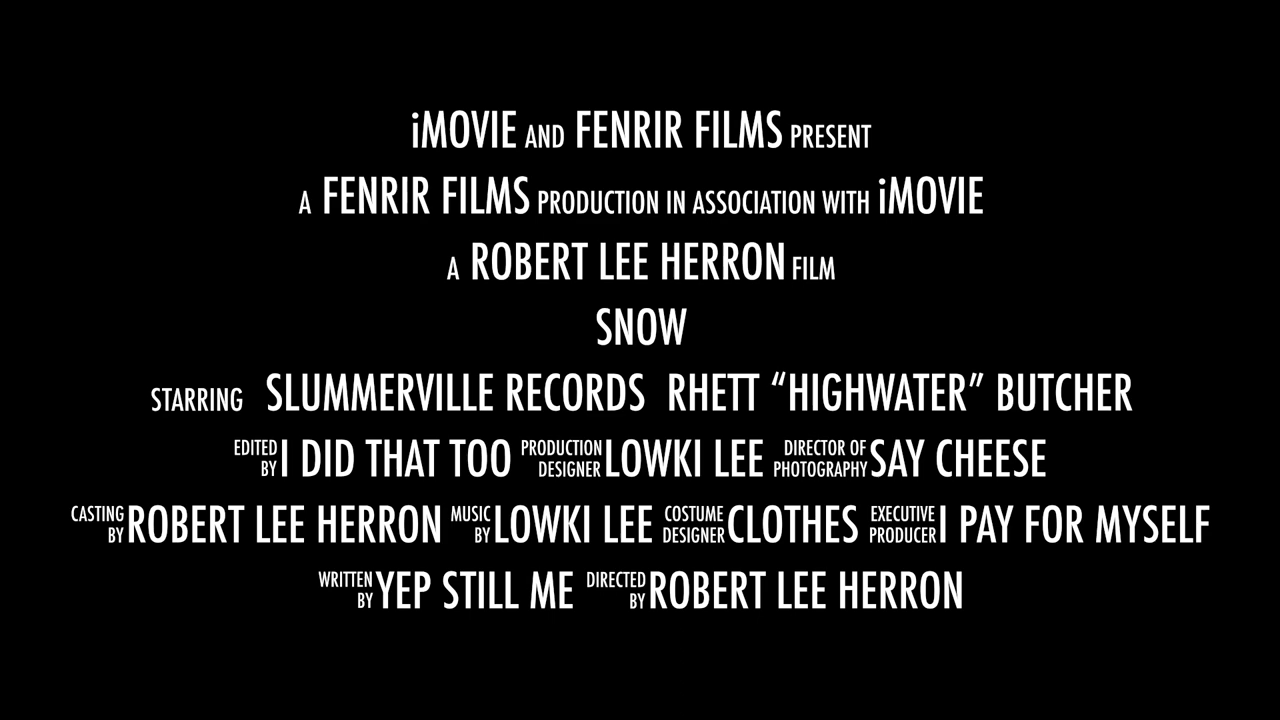 iMOVIE AND FENRIR FILMS PRESENT
A FENRIR FILMS PRODUCTION IN ASSOCIATION WITH iMOVIE
A ROBERT LEE HERRON FILM
SNOW
STARRING SLUMMERVILLE RECORDS RHETT “HIGHWATER” BUTCHER
EDITED BY I DID THAT TOO PRODUCTION DESIGNER LOWKI LEE DIRECTOR OF PHOTOGRAPHY SAY CHEESE
CASTING BY ROBERT LEE HERRON MUSIC BY LOWKI LEE COSTUME DESIGNER CLOTHES EXECUTIVE PRODUCER I PAY FOR MYSELF
WRITTEN BY YEP STILL ME DIRECTED BY ROBERT LEE HERRON